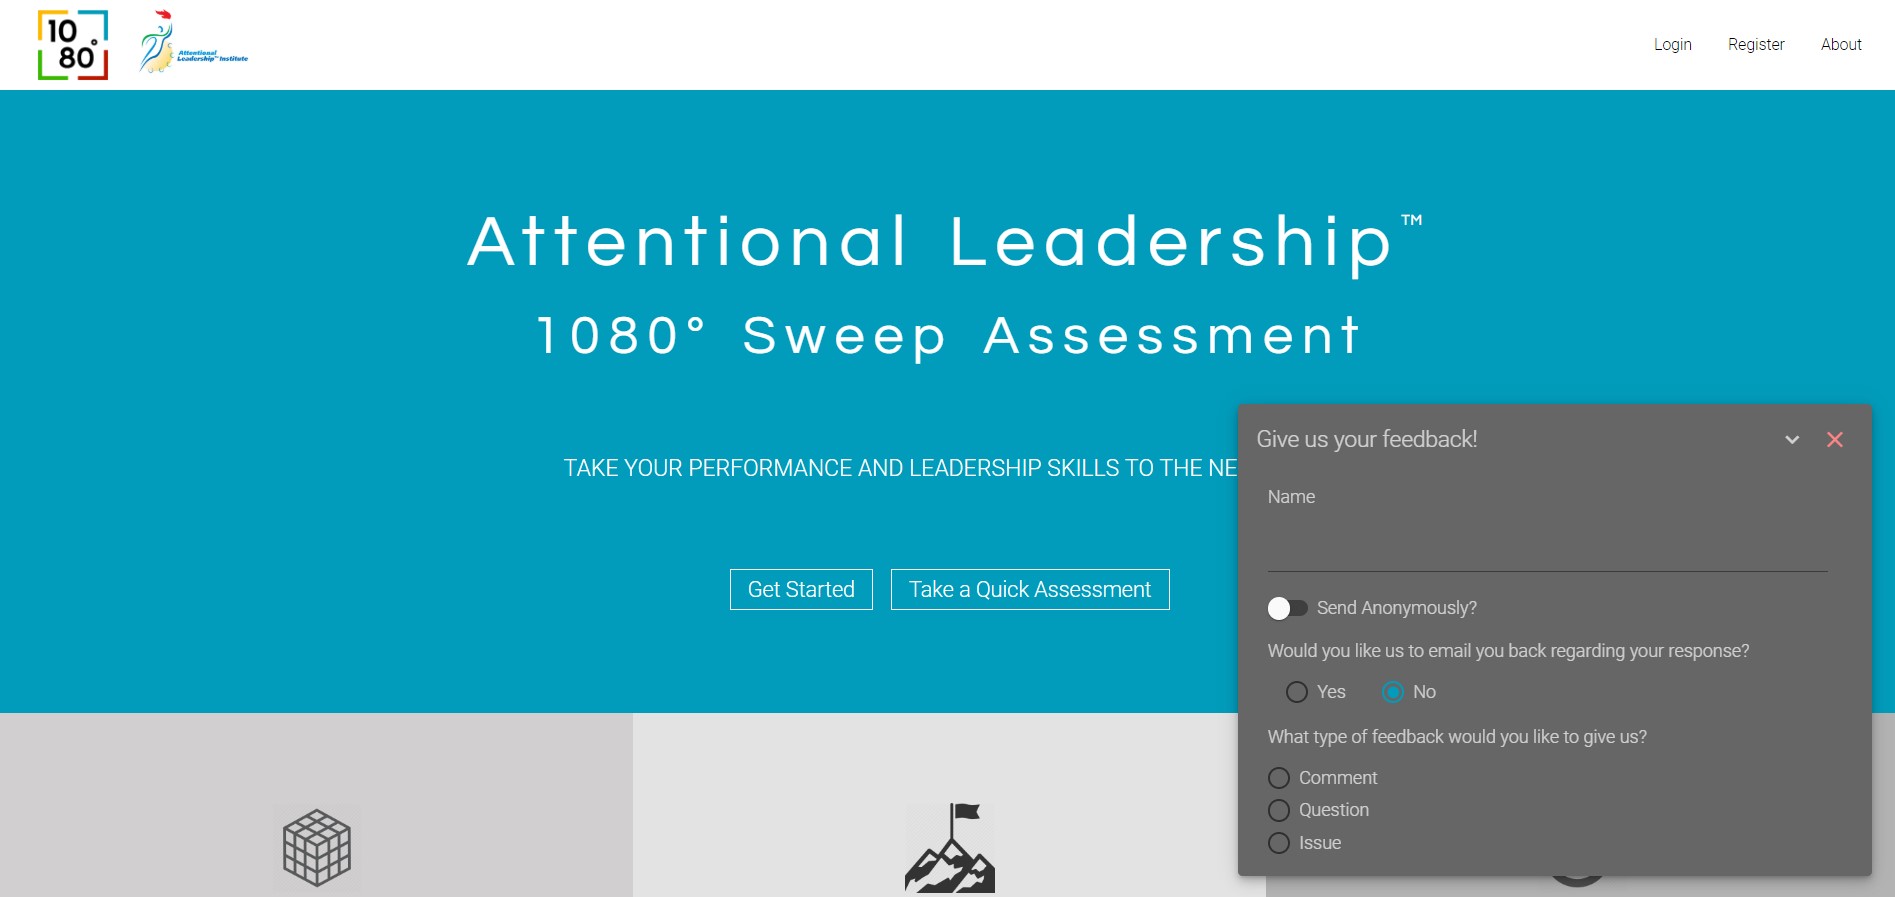 10
80°
Attentional
Leadership™ Institute
Login
Register
About
Attentional Leadership™
1080° Sweep Assessment
TAKE YOUR PERFORMANCE AND LEADERSHIP SKILLS TO THE NE
Get Started
Take a Quick Assessment
Give us your feedback!
Name
Send Anonymously?
Would you like us to email you back regarding your response?
Yes No
What type of feedback would you like to give us?
Comment
Question
Issue